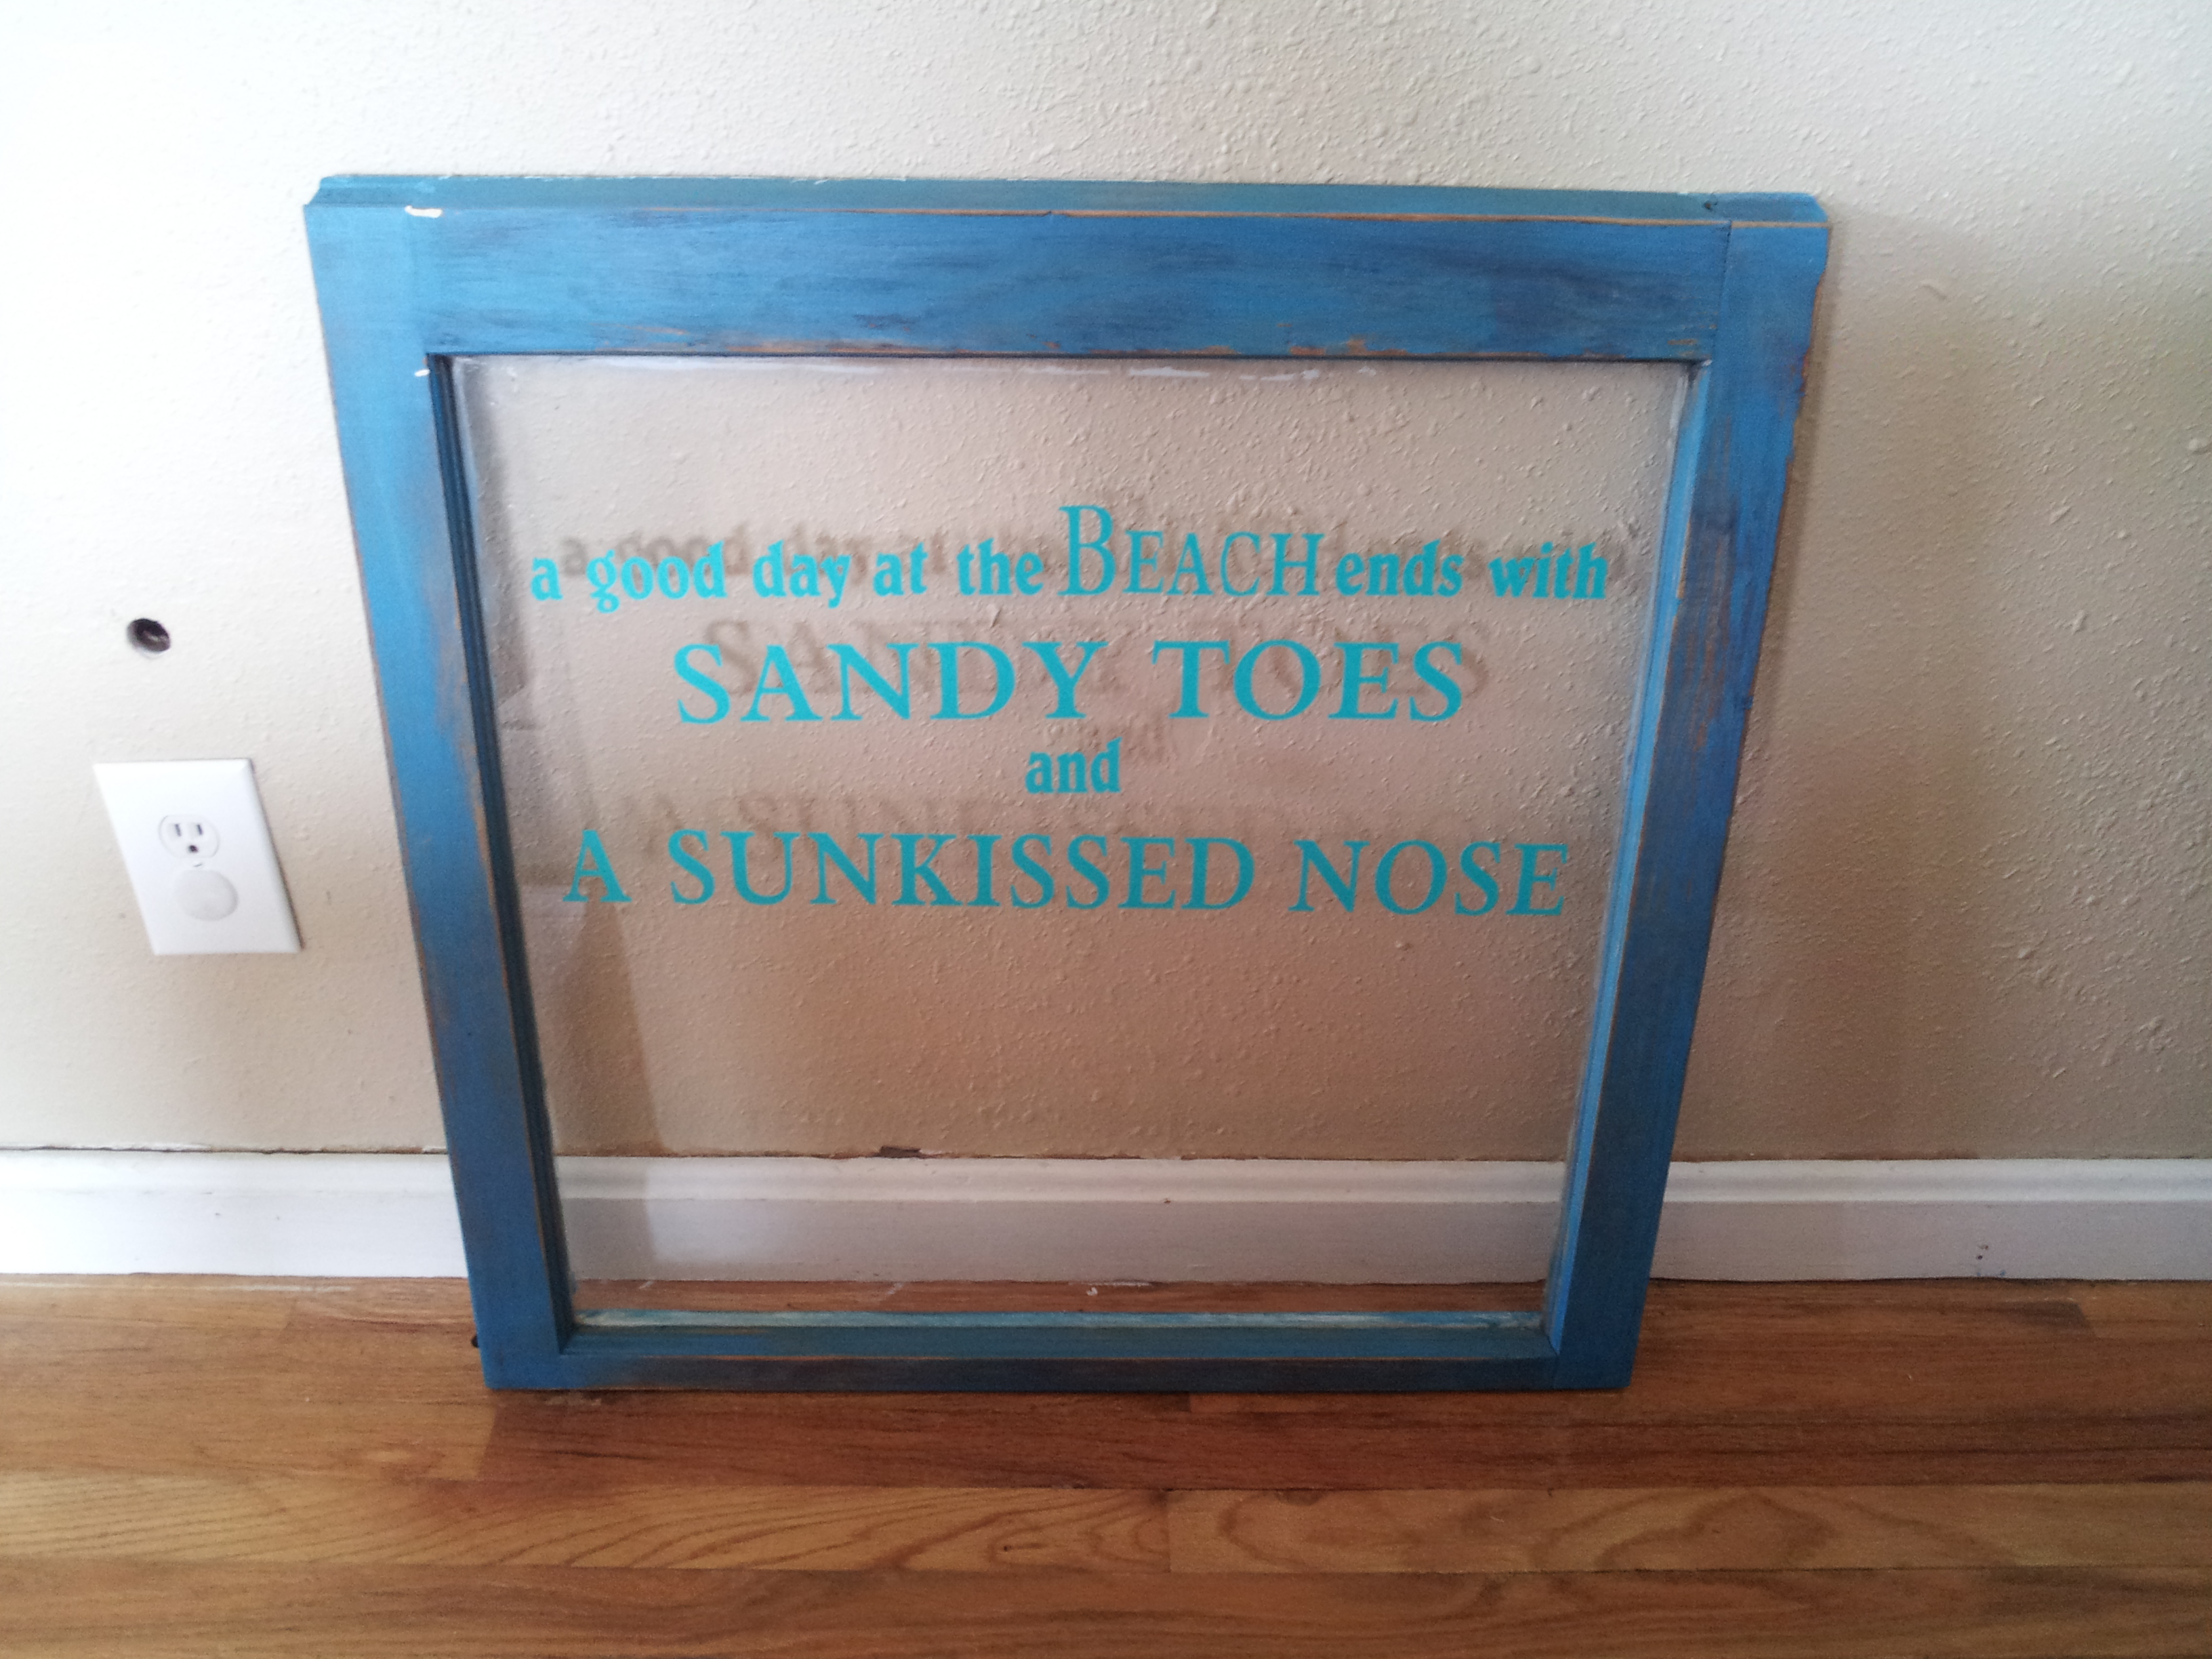 a good day at the BEACH ends with
SANDY TOES
and
A SUNKISSED NOSE